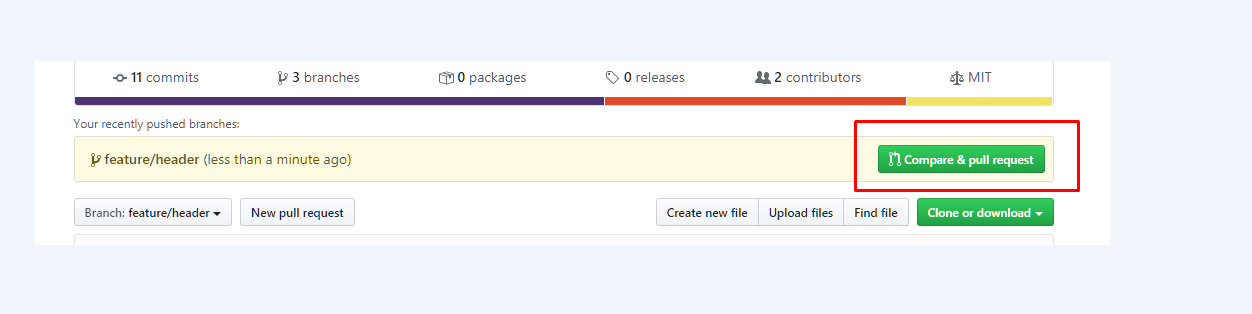 11 commits 3 branches 0 packages 0 releases 2 contributors MIT
Your recently pushed branches:
feature/header (less than a minute ago) Compare & pull request
Branch: feature/header New pull request Create new file Upload files Find file Clone or download